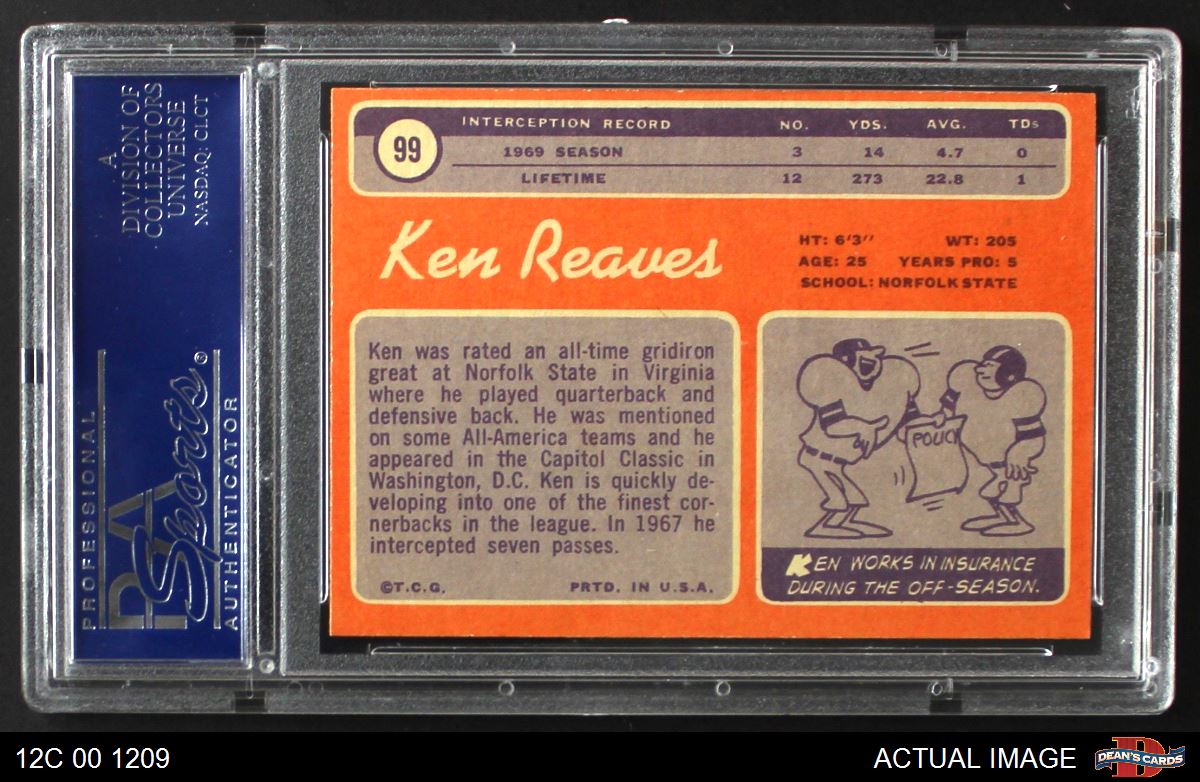 A
DIVISION OF
COLLECTORS
UNIVERSE
NASDAQ: CLCT
PROFESSIONAL
PSA
Sports®
AUTHENTICATOR
99
INTERCEPTION RECORD NO. YDS. AVG. TDs
1969 SEASON 3 14 4.7 0
LIFETIME 12 273 22.8 1
Ken Reaves
HT: 6'3'' WT: 205
AGE: 25 YEARS PRO: 5
SCHOOL: NORFOLK STATE
Ken was rated an all-time gridiron
great at Norfolk State in Virginia
where he played quarterback and
defensive back. He was mentioned
on some All-America teams and he
appeared in the Capitol Classic in
Washington, D.C. Ken is quickly de-
veloping into one of the finest cor-
nerbacks in the league. In 1967 he
intercepted seven passes.
©T.C.G. PRTD. IN U.S.A.
POLICY
KEN WORKS IN INSURANCE
DURING THE OFF-SEASON.
12C 00 1209
ACTUAL IMAGE
D
DEAN'S CARDS